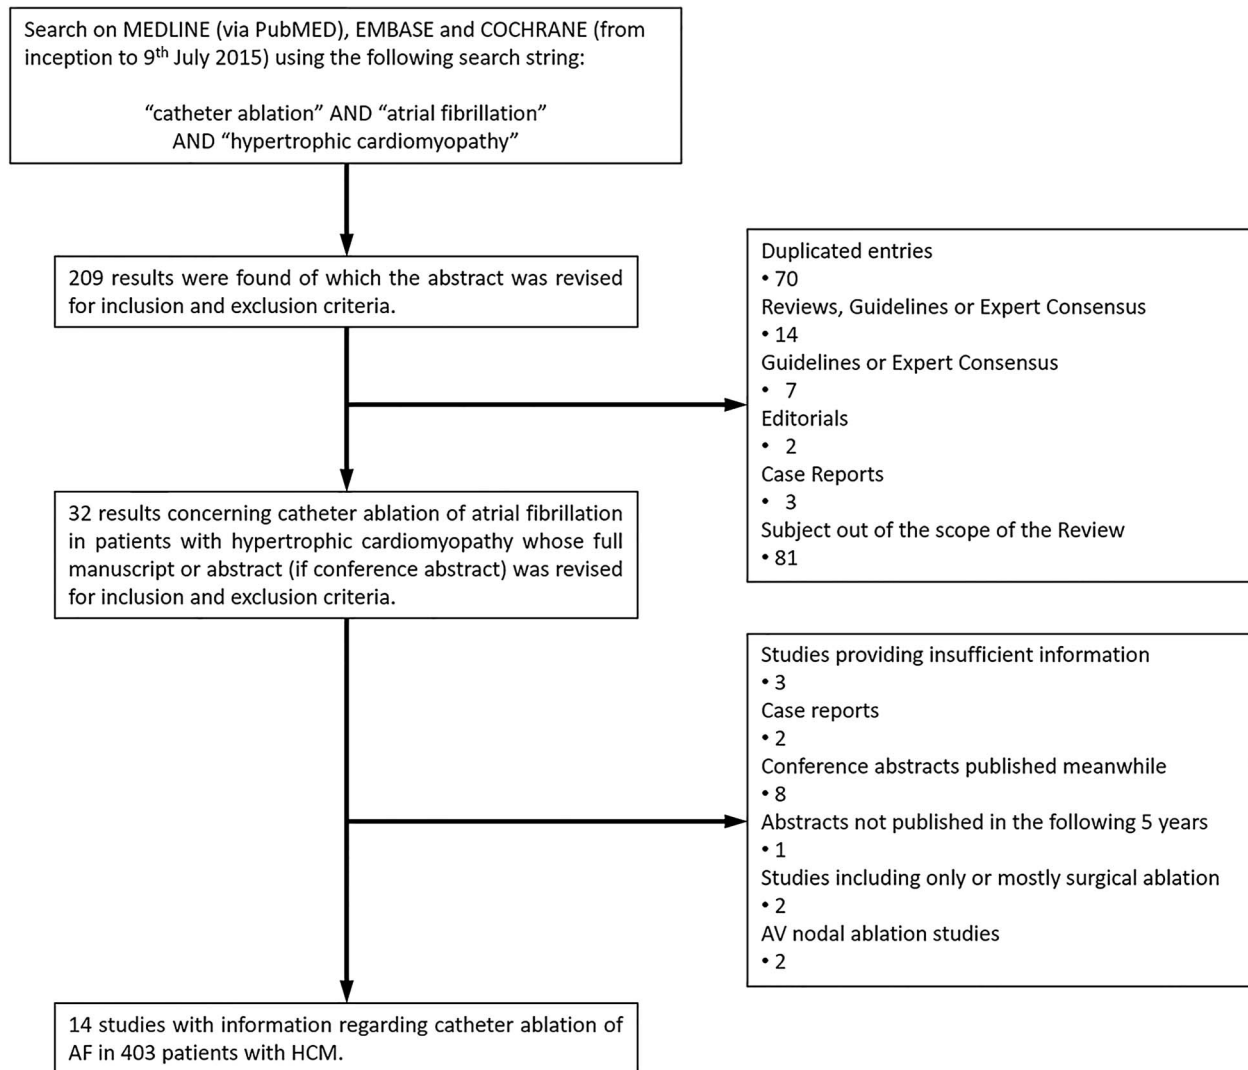 Search on MEDLINE (via PubMED), EMBASE and COCHRANE (from
inception to 9th July 2015) using the following search string:
“catheter ablation” AND “atrial fibrillation”
AND “hypertrophic cardiomyopathy”
209 results were found of which the abstract was revised
for inclusion and exclusion criteria.
Duplicated entries
• 70
Reviews, Guidelines or Expert Consensus
• 14
Guidelines or Expert Consensus
• 7
Editorials
• 2
Case Reports
• 3
Subject out of the scope of the Review
• 81
32 results concerning catheter ablation of atrial fibrillation
in patients with hypertrophic cardiomyopathy whose full
manuscript or abstract (if conference abstract) was revised
for inclusion and exclusion criteria.
Studies providing insufficient information
• 3
Case reports
• 2
Conference abstracts published meanwhile
• 8
Abstracts not published in the following 5 years
• 1
Studies including only or mostly surgical ablation
• 2
AV nodal ablation studies
• 2
14 studies with information regarding catheter ablation of
AF in 403 patients with HCM.